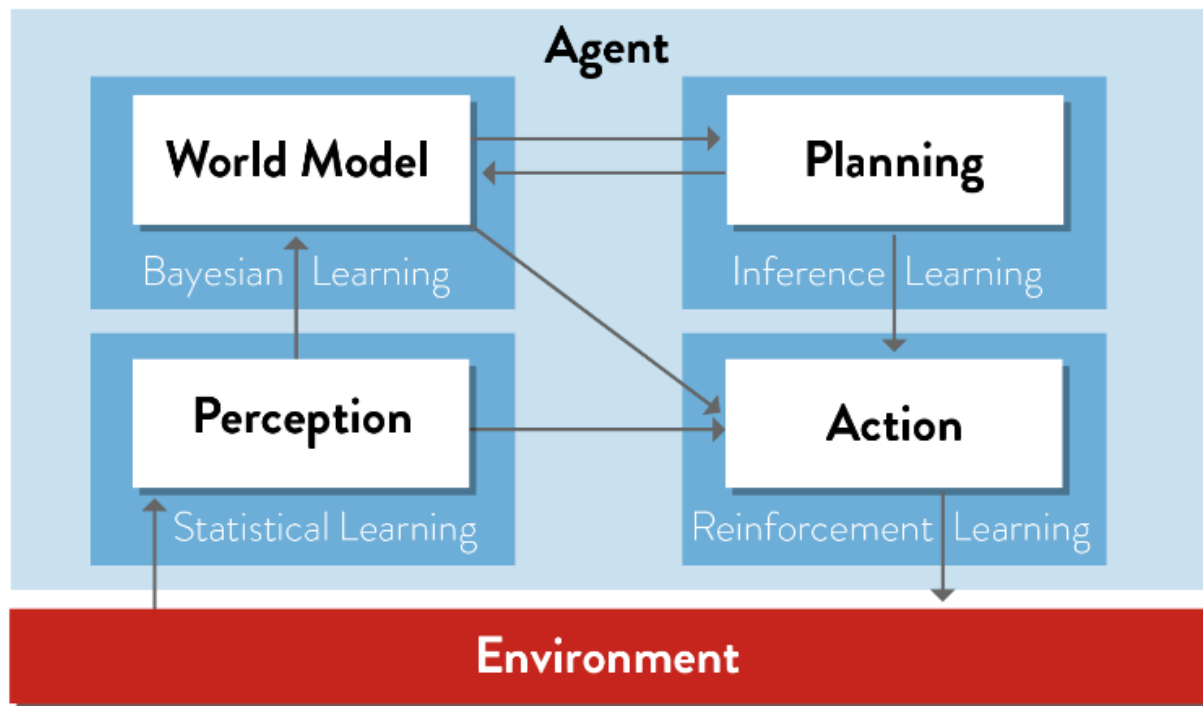 Agent
World Model
Planning
Bayesian Learning
Inference Learning
Perception
Action
Statistical Learning
Reinforcement Learning
Environment